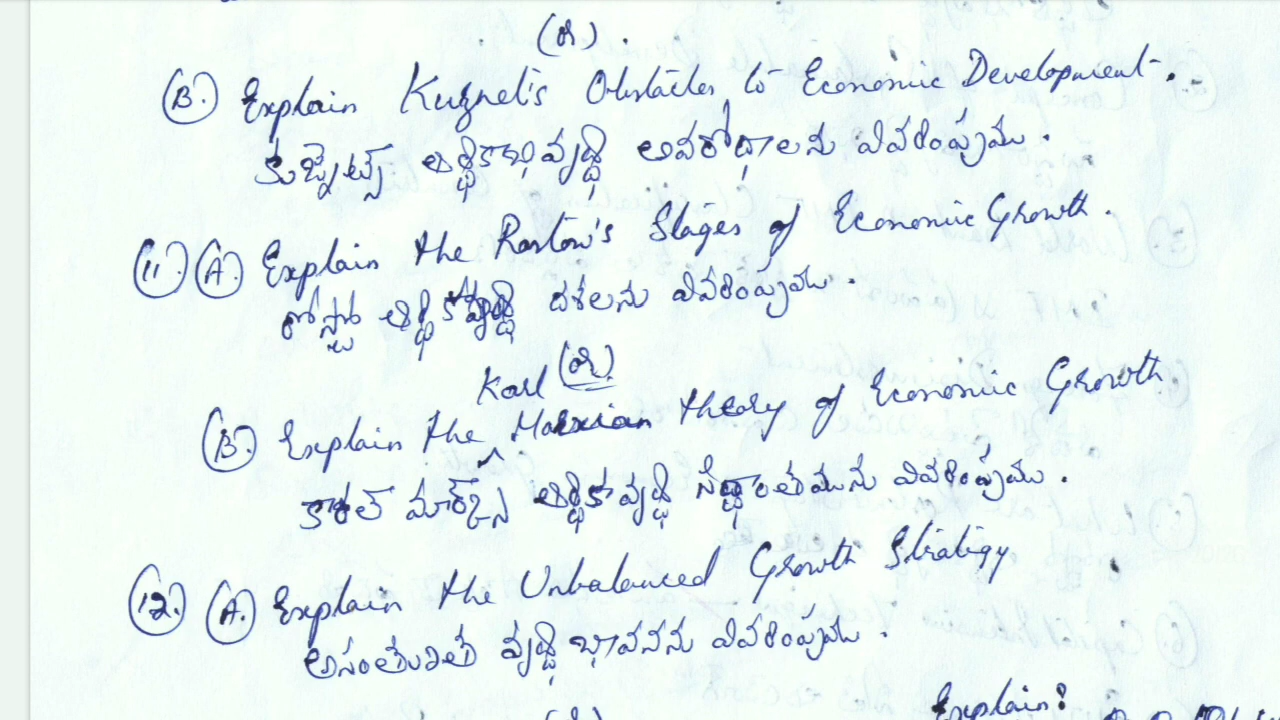 (or)
(B.) Explain Kuznet's Obstacles to Economic Development.
కుజ్నెట్స్ ఆర్థికాభివృద్ధి అవరోధాలను వివరింపుము.
(11.) (A.) Explain the Rostow's Stages of Economic Growth.
రోస్టో ఆర్థిక వృద్ధి దశలను వివరింపుము.
(or)
(B.) Explain the Karl Marxian theory of Economic Growth
కారల్ మార్క్స్ ఆర్థిక వృద్ధి సిద్ధాంతమును వివరింపుము.
(12.) (A.) Explain the Unbalanced Growth Strategy
అసంతులిత వృద్ధి భావనను వివరింపుము.
Explain?